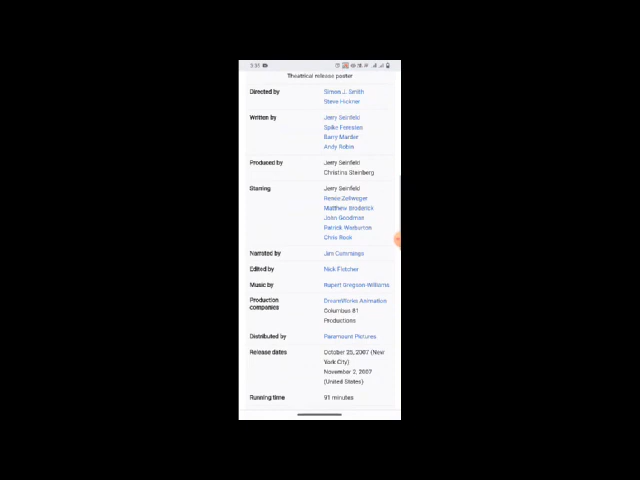 Theatrical release poster
Directed by
Simon J. Smith
Steve Hickner
Written by
Jerry Seinfeld
Spike Feresten
Barry Marder
Andy Robin
Produced by
Jerry Seinfeld
Christina Steinberg
Starring
Jerry Seinfeld
Renee Zellweger
Matthew Broderick
John Goodman
Patrick Warburton
Chris Rock
Narrated by
Jim Cummings
Edited by
Nick Fletcher
Music by
Rupert Gregson-Williams
Production
companies
DreamWorks Animation
Columbus 81
Productions
Distributed by
Paramount Pictures
Release dates
October 25, 2007 (New
York City)
November 2, 2007
(United States)
Running time
91 minutes